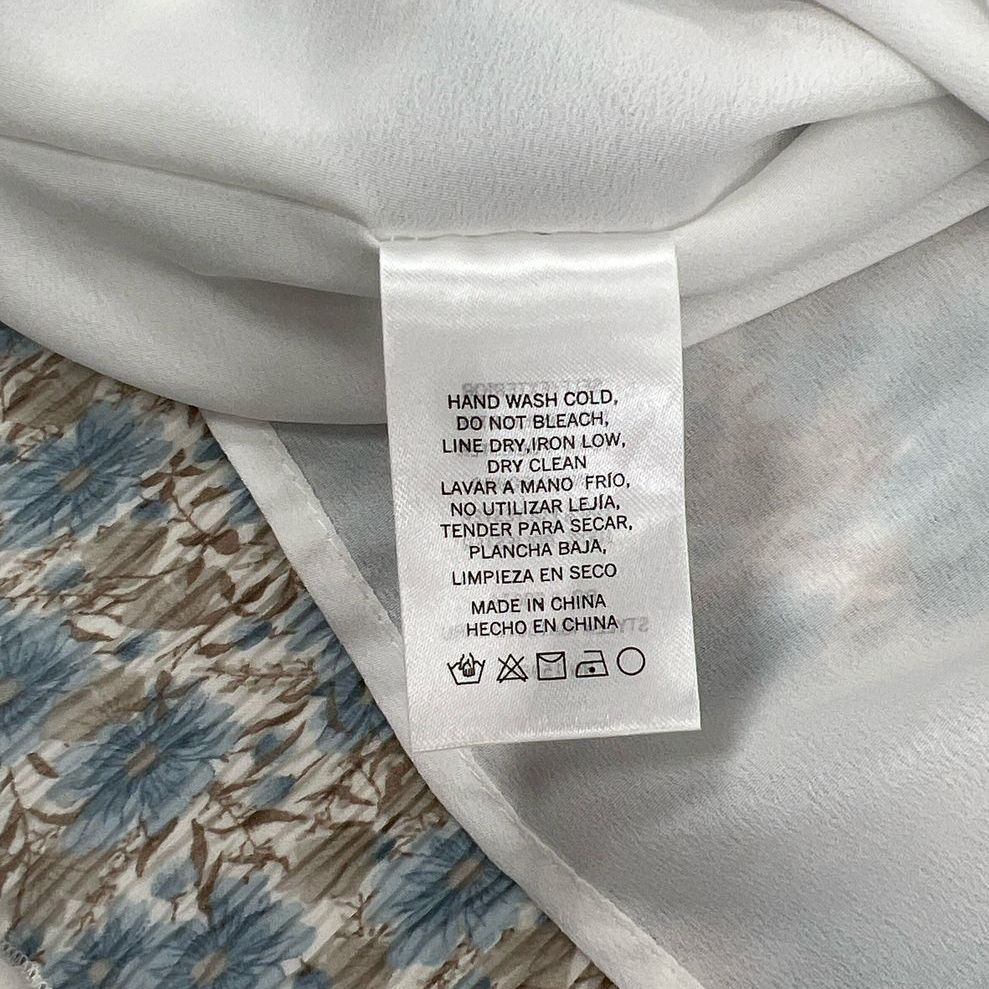 HAND WASH COLD,
DO NOT BLEACH,
LINE DRY,IRON LOW,
DRY CLEAN
LAVAR A MANO FRÍO,
NO UTILIZAR LEJÍA,
TENDER PARA SECAR,
PLANCHA BAJA,
LIMPIEZA EN SECO
MADE IN CHINA
HECHO EN CHINA